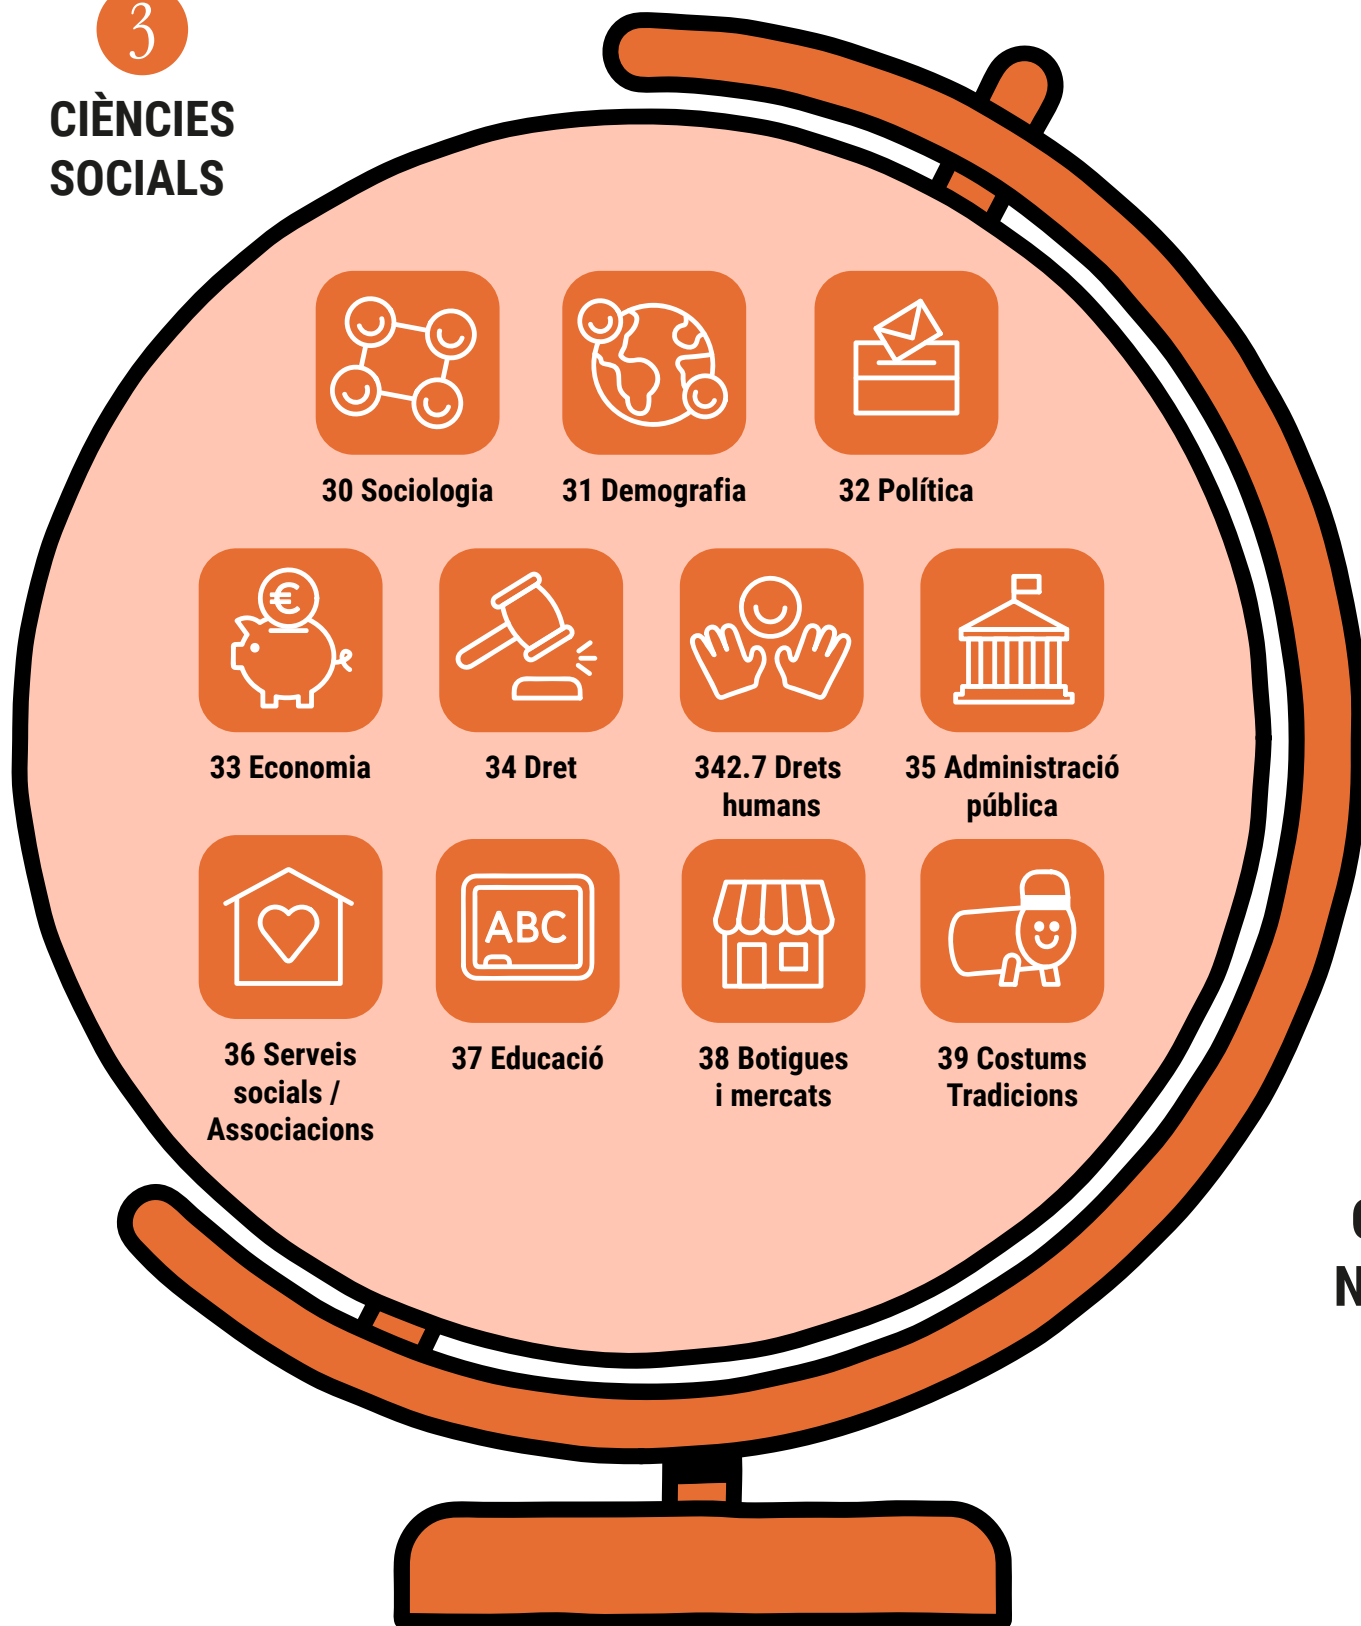 3
CIÈNCIES
SOCIALS
30 Sociologia
31 Demografia
32 Política
€
33 Economia
34 Dret
342.7 Drets
humans
35 Administració
pública
ABC
36 Serveis
socials /
Associacions
37 Educació
38 Botigues
i mercats
39 Costums
Tradicions
N